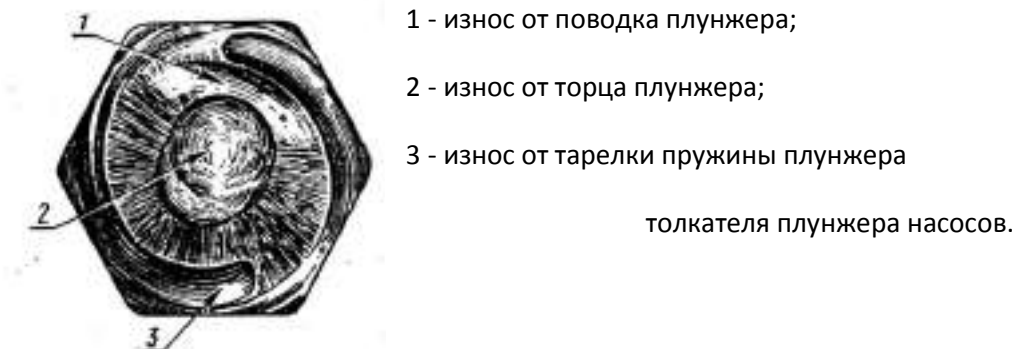 1
1 - износ от поводка плунжера;
2 - износ от торца плунжера;
2
3 - износ от тарелки пружины плунжера
толкателя плунжера насосов.
3